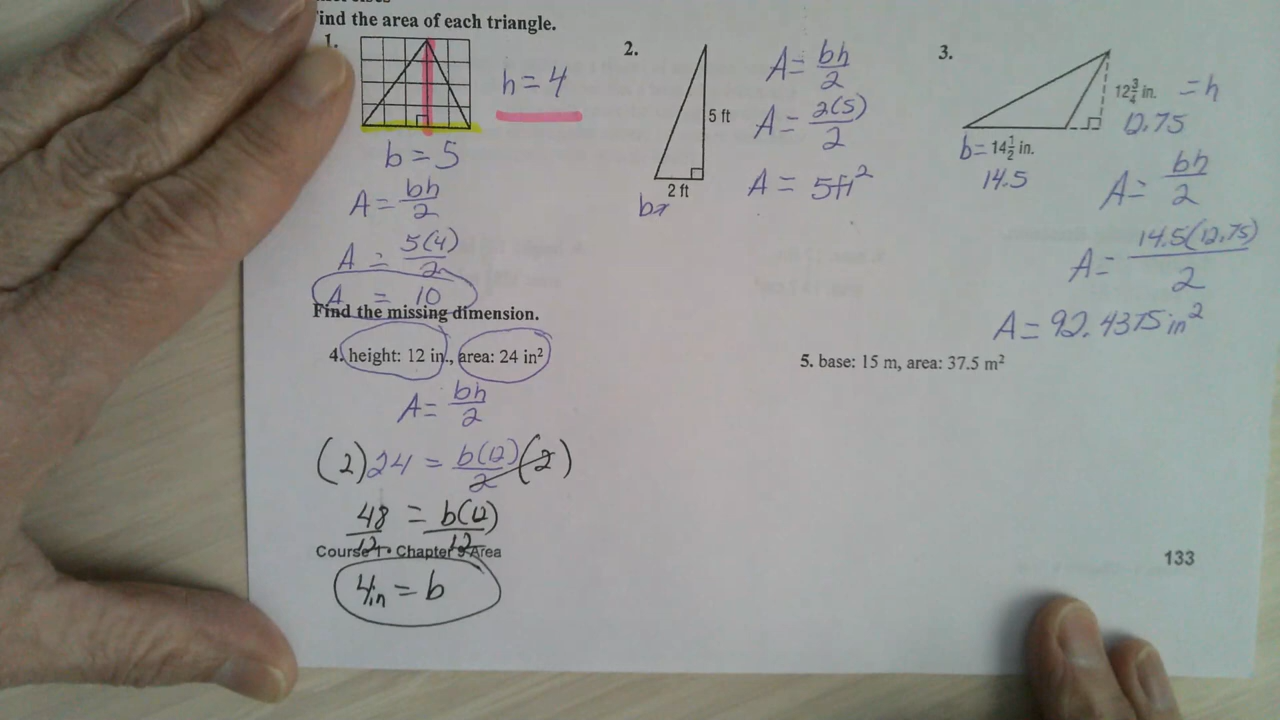 Find the area of each triangle.
1.
h = 4
b = 5
A = bh/2
A = 5(4)/2
A = 10
2.
5 ft
2 ft
A = bh/2
A = 2(5)/2
A = 5ft²
3.
12 3/4 in. = h
12.75
b = 14 1/2 in.
14.5
A = bh/2
A = 14.5(12.75)/2
A = 92.4375 in²
Find the missing dimension.
4. height: 12 in., area: 24 in²
A = bh/2
(2) 24 = b(12)/2 (2)
48/12 = b(12)/12
4in = b
5. base: 15 m, area: 37.5 m²
Course 1 • Chapter 9 Area
133